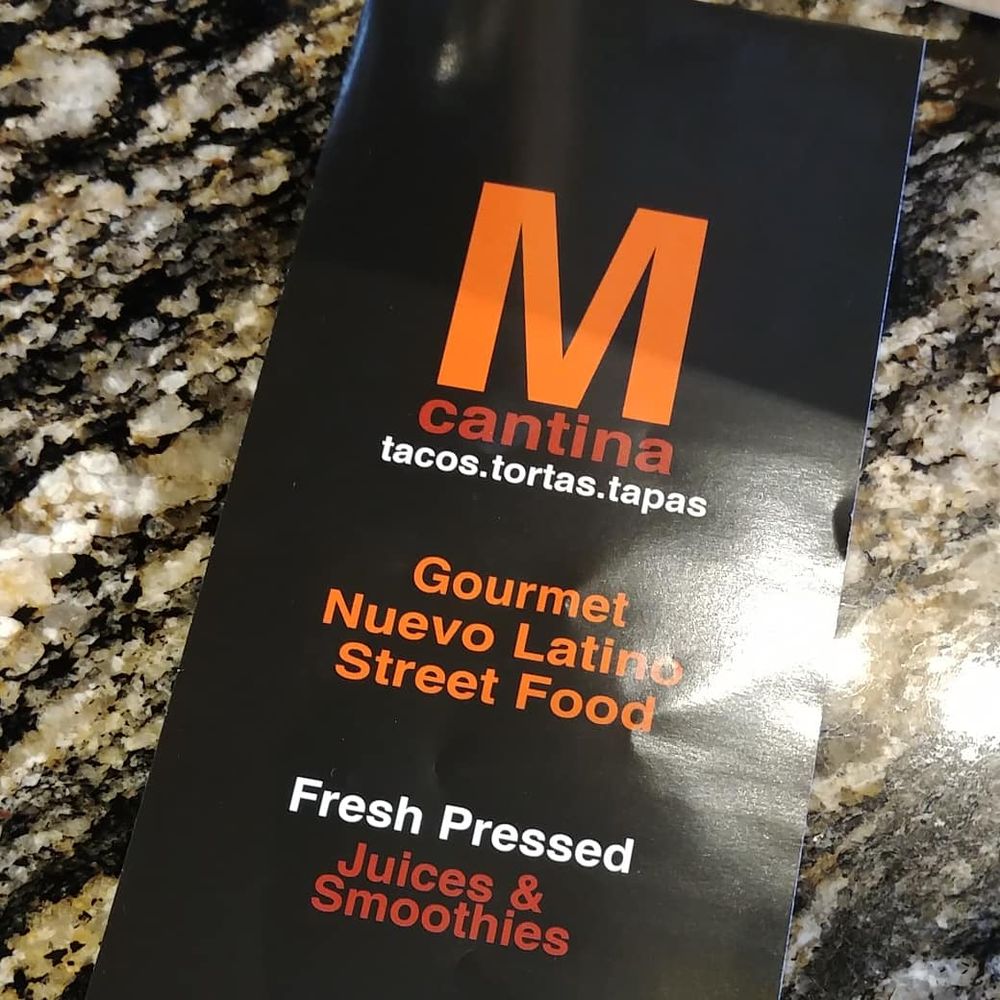 M
cantina
tacos.tortas.tapas
Gourmet
Nuevo Latino
Street Food
Fresh Pressed
Juices &
Smoothies